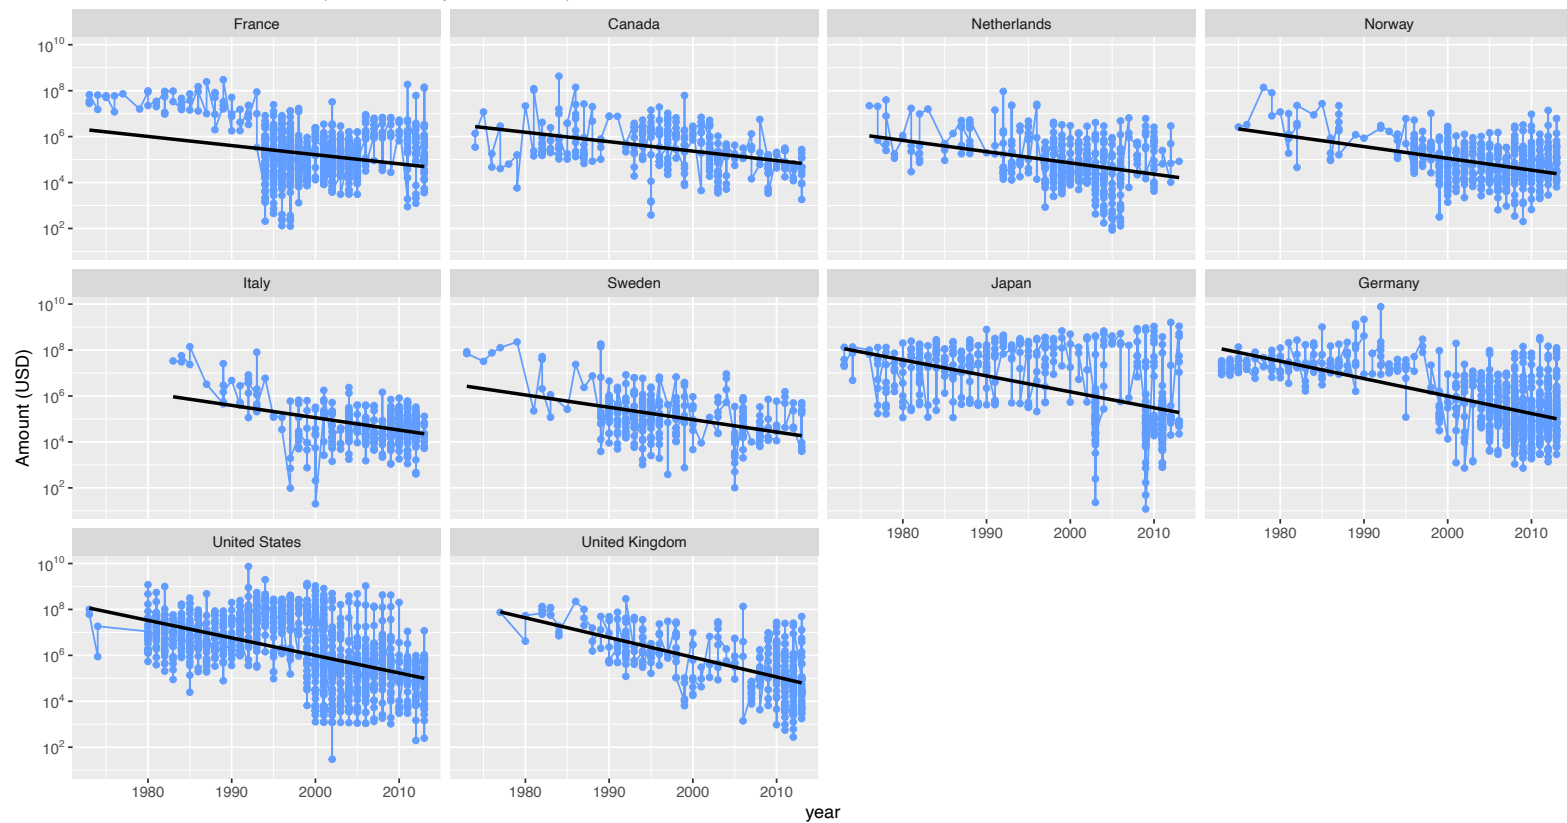 France Canada Netherlands Norway
10^10
10^8
10^6
10^4
10^2
Italy Sweden Japan Germany
10^10
10^8
10^6
10^4
10^2
1980 1990 2000 2010 1980 1990 2000 2010
United States United Kingdom
10^10
10^8
10^6
10^4
10^2
1980 1990 2000 2010 1980 1990 2000 2010
Amount (USD)
year